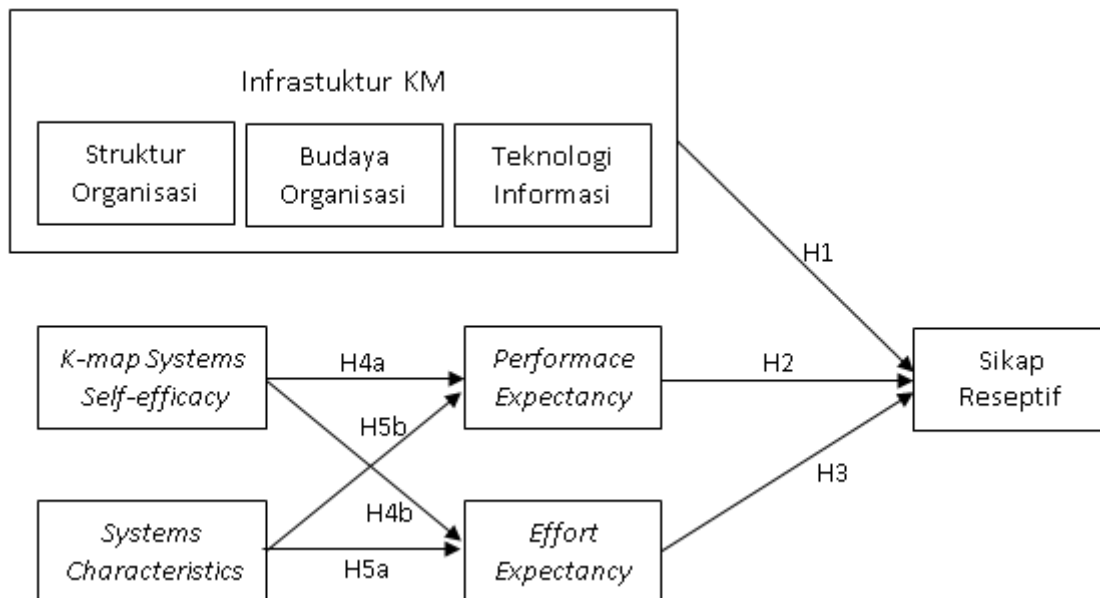 Infrastuktur KM
Struktur
Organisasi
Budaya
Organisasi
Teknologi
Informasi
H1
K-map Systems
Self-efficacy
H4a
Performace
Expectancy
H2
Sikap
Reseptif
H5b
H3
H4b
Systems
Characteristics
H5a
Effort
Expectancy